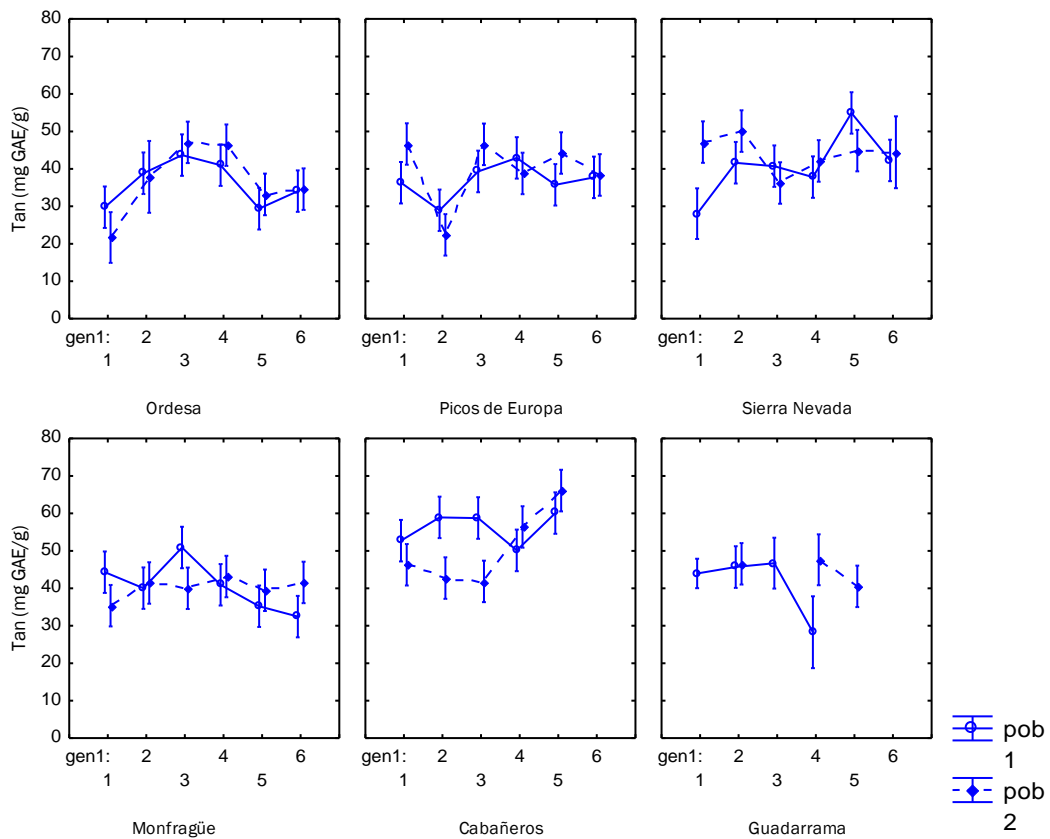 80
70
60
50
40
30
20
10
0
Tan (mg GAE/g)
gen1: 2 4 6 2 4 6 2 4 6
1 3 5 1 3 5 1 3 5
Ordesa Picos de Europa Sierra Nevada
80
70
60
50
40
30
20
10
0
Tan (mg GAE/g)
gen1: 2 4 6 gen1: 2 4 6 gen1: 2 4 6
1 3 5 1 3 5 1 3 5
Monfragüe Cabañeros Guadarrama
pob
1
pob
2